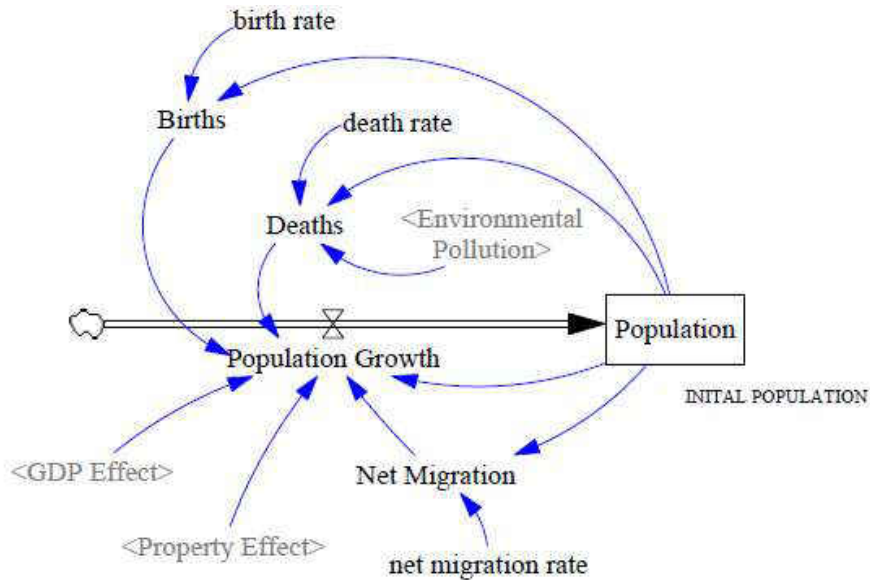 birth rate
Births
death rate
Deaths
<Environmental
Pollution>
Population
Population Growth
INITAL POPULATION
<GDP Effect>
Net Migration
<Property Effect>
net migration rate